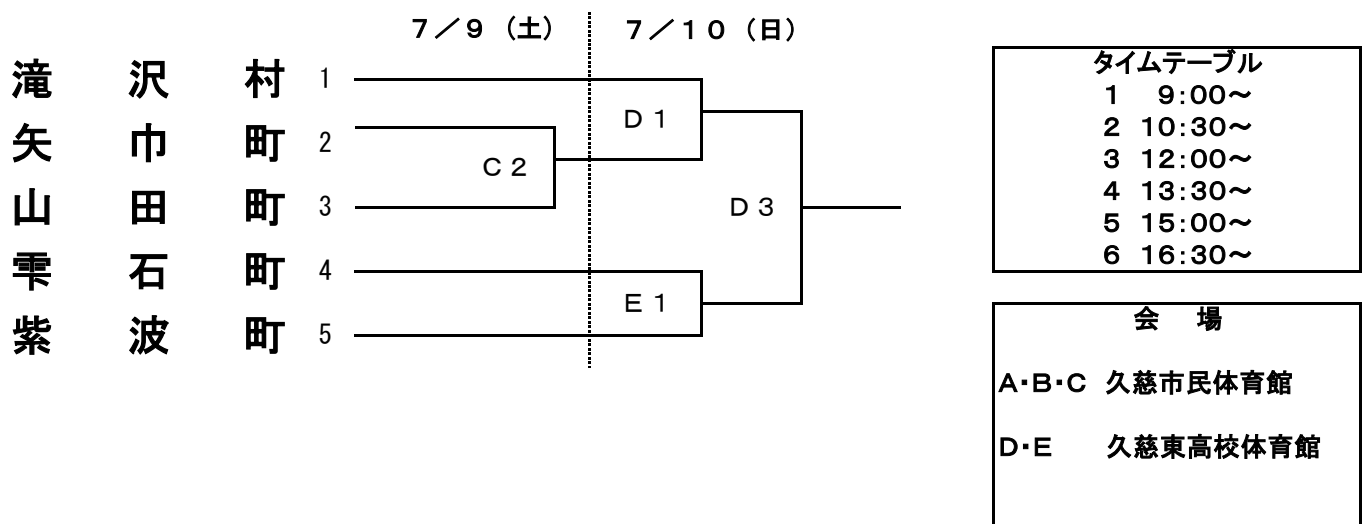 7/9(土) 7/10(日)
滝沢村 1
矢巾町 2
山田町 3
雫石町 4
紫波町 5
D1
C2
D3
E1
タイムテーブル
1 9:00~
2 10:30~
3 12:00~
4 13:30~
5 15:00~
6 16:30~
会場
A・B・C 久慈市民体育館
D・E 久慈東高校体育館